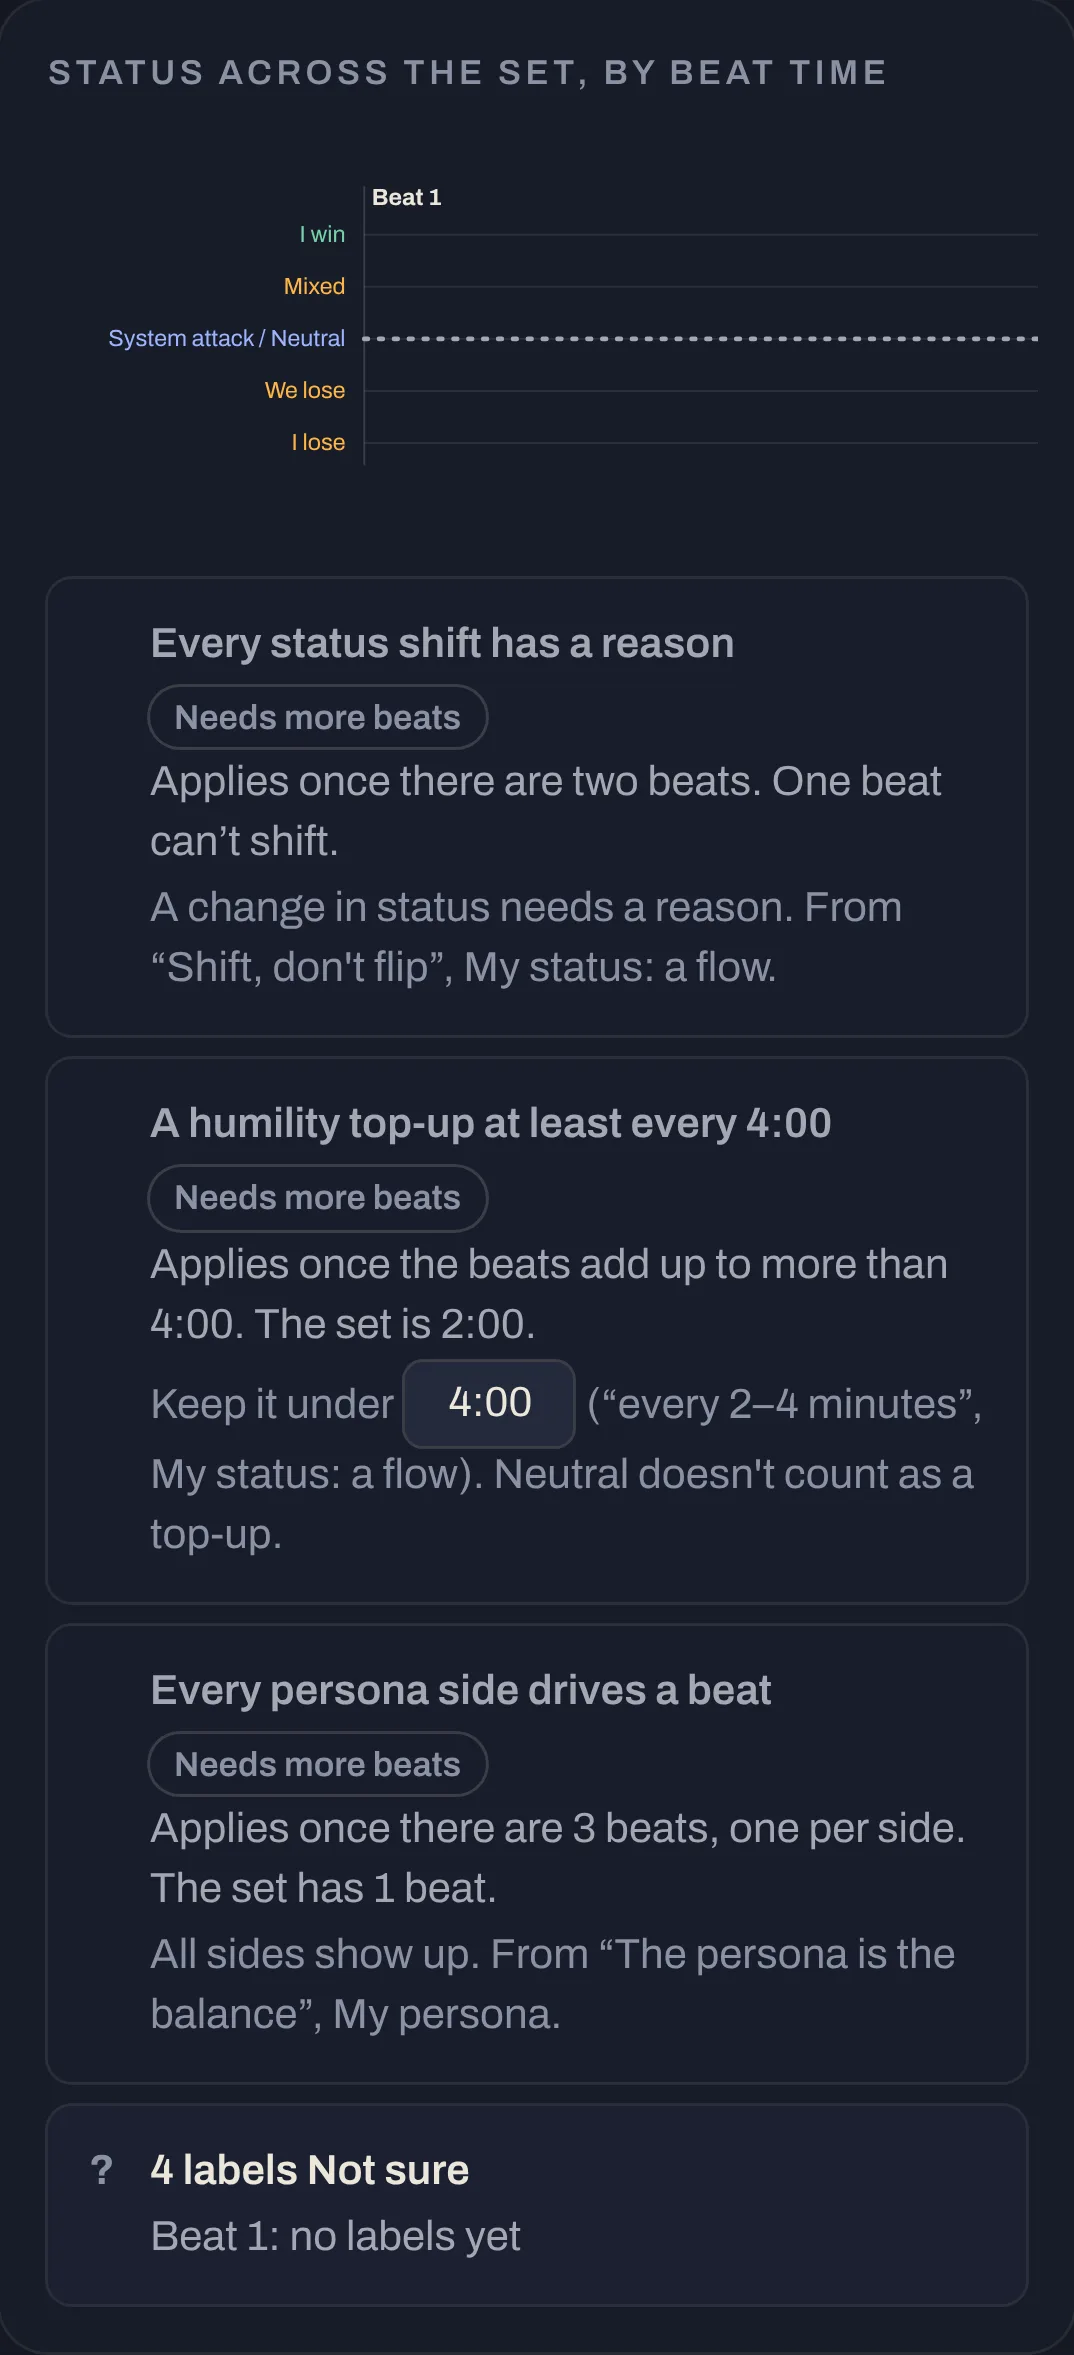 STATUS ACROSS THE SET, BY BEAT TIME
Beat 1
I win
Mixed
System attack / Neutral
We lose
I lose
Every status shift has a reason
Needs more beats
Applies once there are two beats. One beat
can’t shift.
A change in status needs a reason. From
“Shift, don't flip”, My status: a flow.
A humility top-up at least every 4:00
Needs more beats
Applies once the beats add up to more than
4:00. The set is 2:00.
Keep it under 4:00 (“every 2–4 minutes”,
My status: a flow). Neutral doesn't count as a
top-up.
Every persona side drives a beat
Needs more beats
Applies once there are 3 beats, one per side.
The set has 1 beat.
All sides show up. From “The persona is the
balance”, My persona.
? 4 labels Not sure
Beat 1: no labels yet